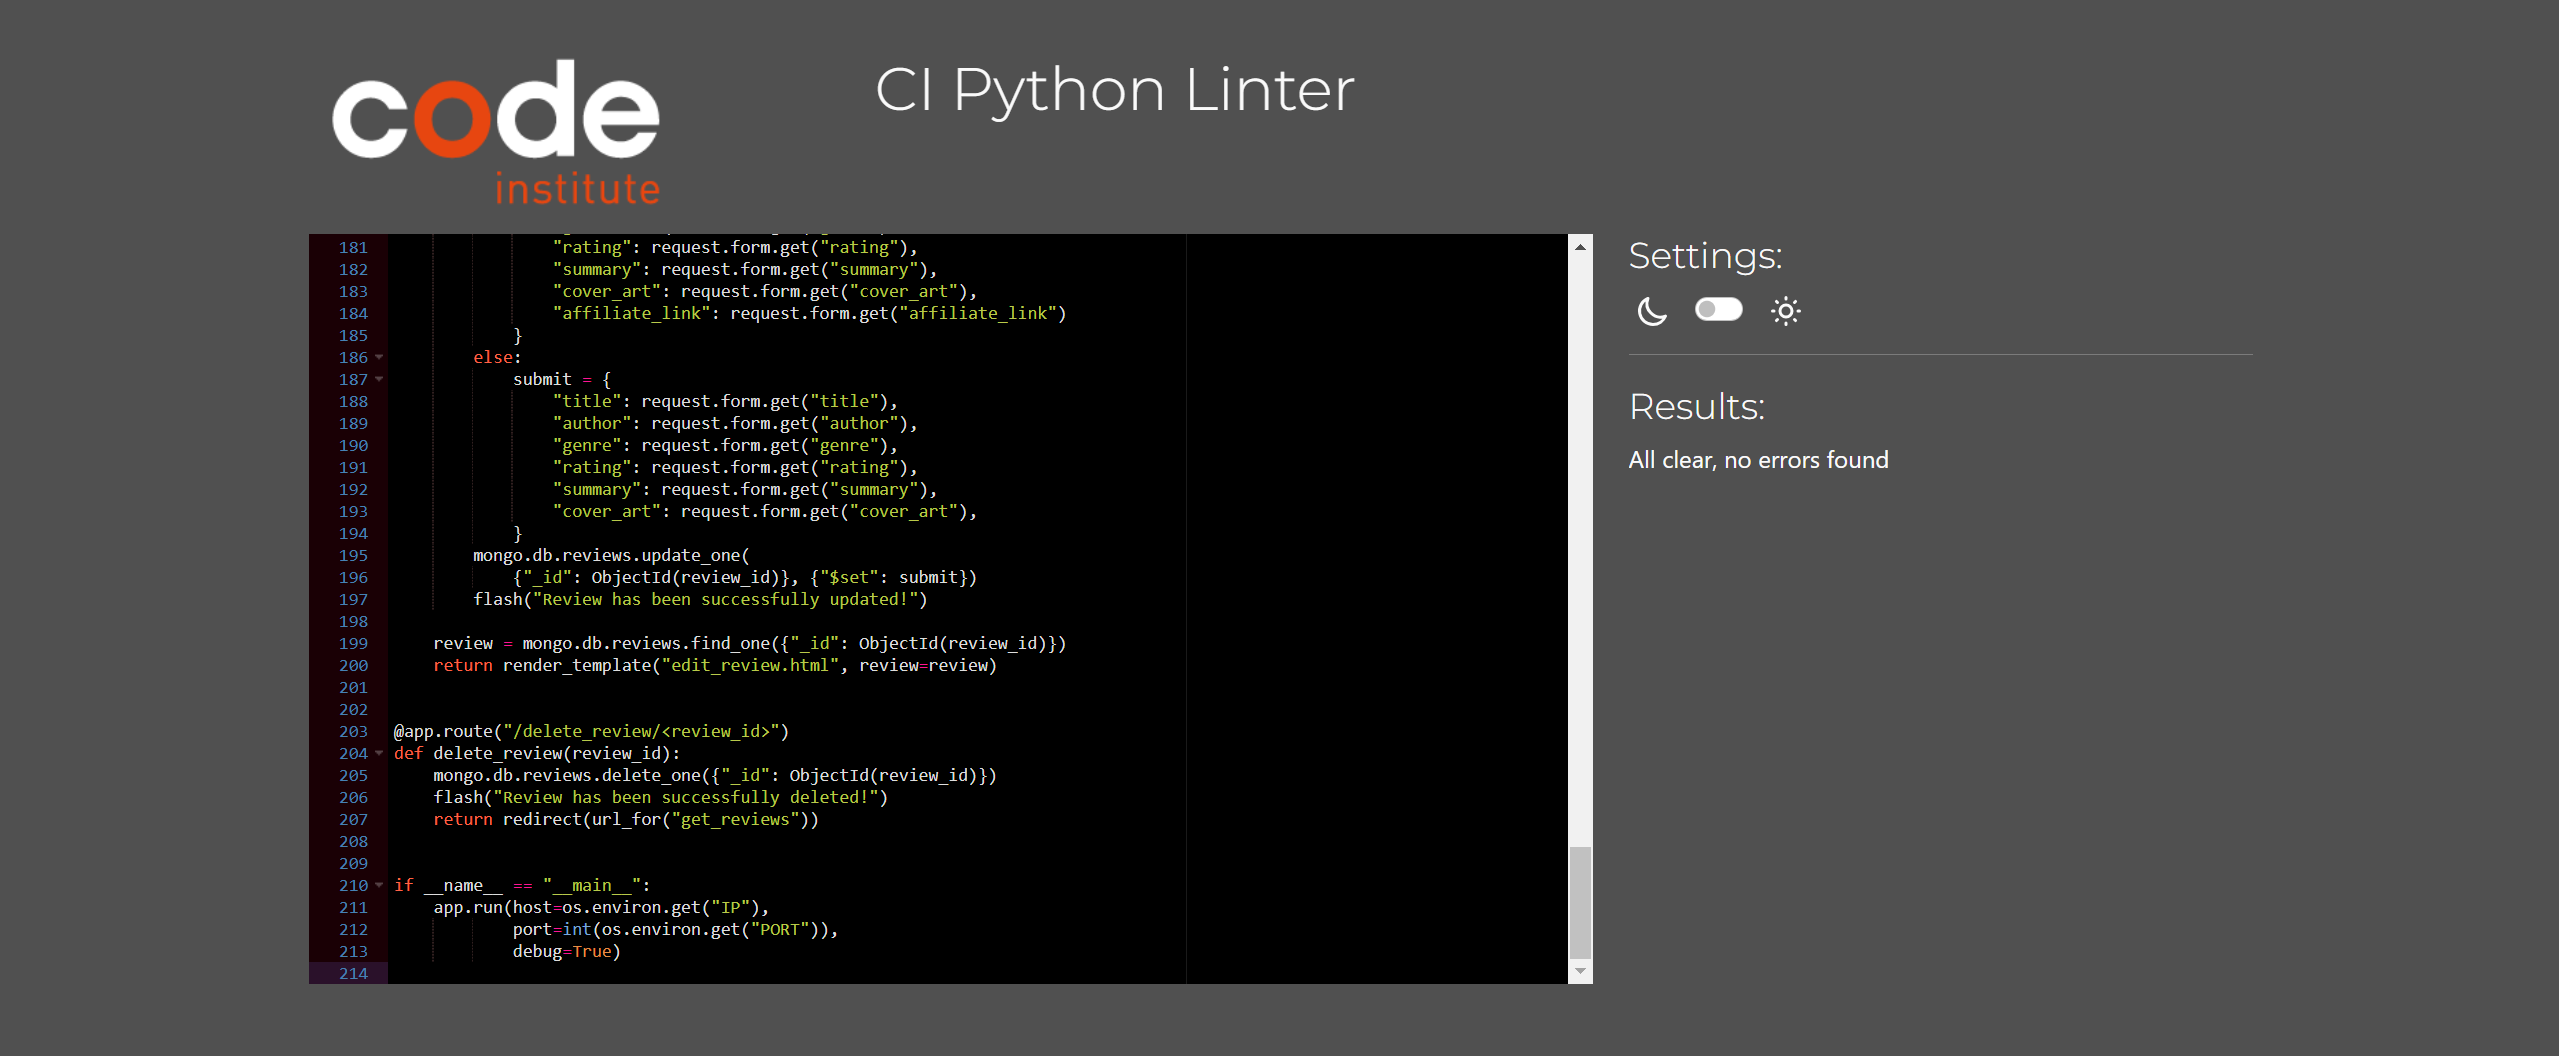 code
institute
CI Python Linter
181 "rating": request.form.get("rating"),
182 "summary": request.form.get("summary"),
183 "cover_art": request.form.get("cover_art"),
184 "affiliate_link": request.form.get("affiliate_link")
185 }
186 else:
187 submit = {
188 "title": request.form.get("title"),
189 "author": request.form.get("author"),
190 "genre": request.form.get("genre"),
191 "rating": request.form.get("rating"),
192 "summary": request.form.get("summary"),
193 "cover_art": request.form.get("cover_art"),
194 }
195 mongo.db.reviews.update_one(
196 {"_id": ObjectId(review_id)}, {"$set": submit})
197 flash("Review has been successfully updated!")
198
199 review = mongo.db.reviews.find_one({"_id": ObjectId(review_id)})
200 return render_template("edit_review.html", review=review)
201
202
203 @app.route("/delete_review/<review_id>")
204 def delete_review(review_id):
205 mongo.db.reviews.delete_one({"_id": ObjectId(review_id)})
206 flash("Review has been successfully deleted!")
207 return redirect(url_for("get_reviews"))
208
209
210 if __name__ == "__main__":
211 app.run(host=os.environ.get("IP"),
212 port=int(os.environ.get("PORT")),
213 debug=True)
214
Settings:
Results:
All clear, no errors found